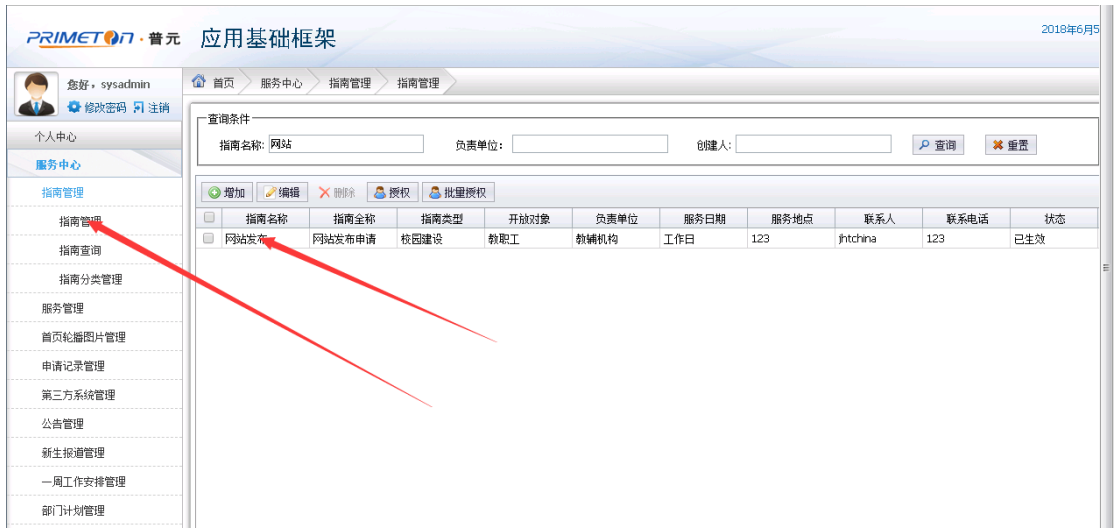 PRIMETON·普元 应用基础框架 2018年6月5
您好，sysadmin
修改密码 注销
首页 服务中心 指南管理 指南管理
个人中心
服务中心
指南管理
指南管理
指南查询
指南分类管理
服务管理
首页轮播图片管理
申请记录管理
第三方系统管理
公告管理
新生报道管理
一周工作安排管理
部门计划管理
查询条件
指南名称: 网站 负责单位: 创建人: 查询 重置
增加 编辑 删除 授权 批量授权
指南名称 指南全称 指南类型 开放对象 负责单位 服务日期 服务地点 联系人 联系电话 状态
网站发布 网站发布申请 校园建设 教职工 教辅机构 工作日 123 jhtchina 123 已生效